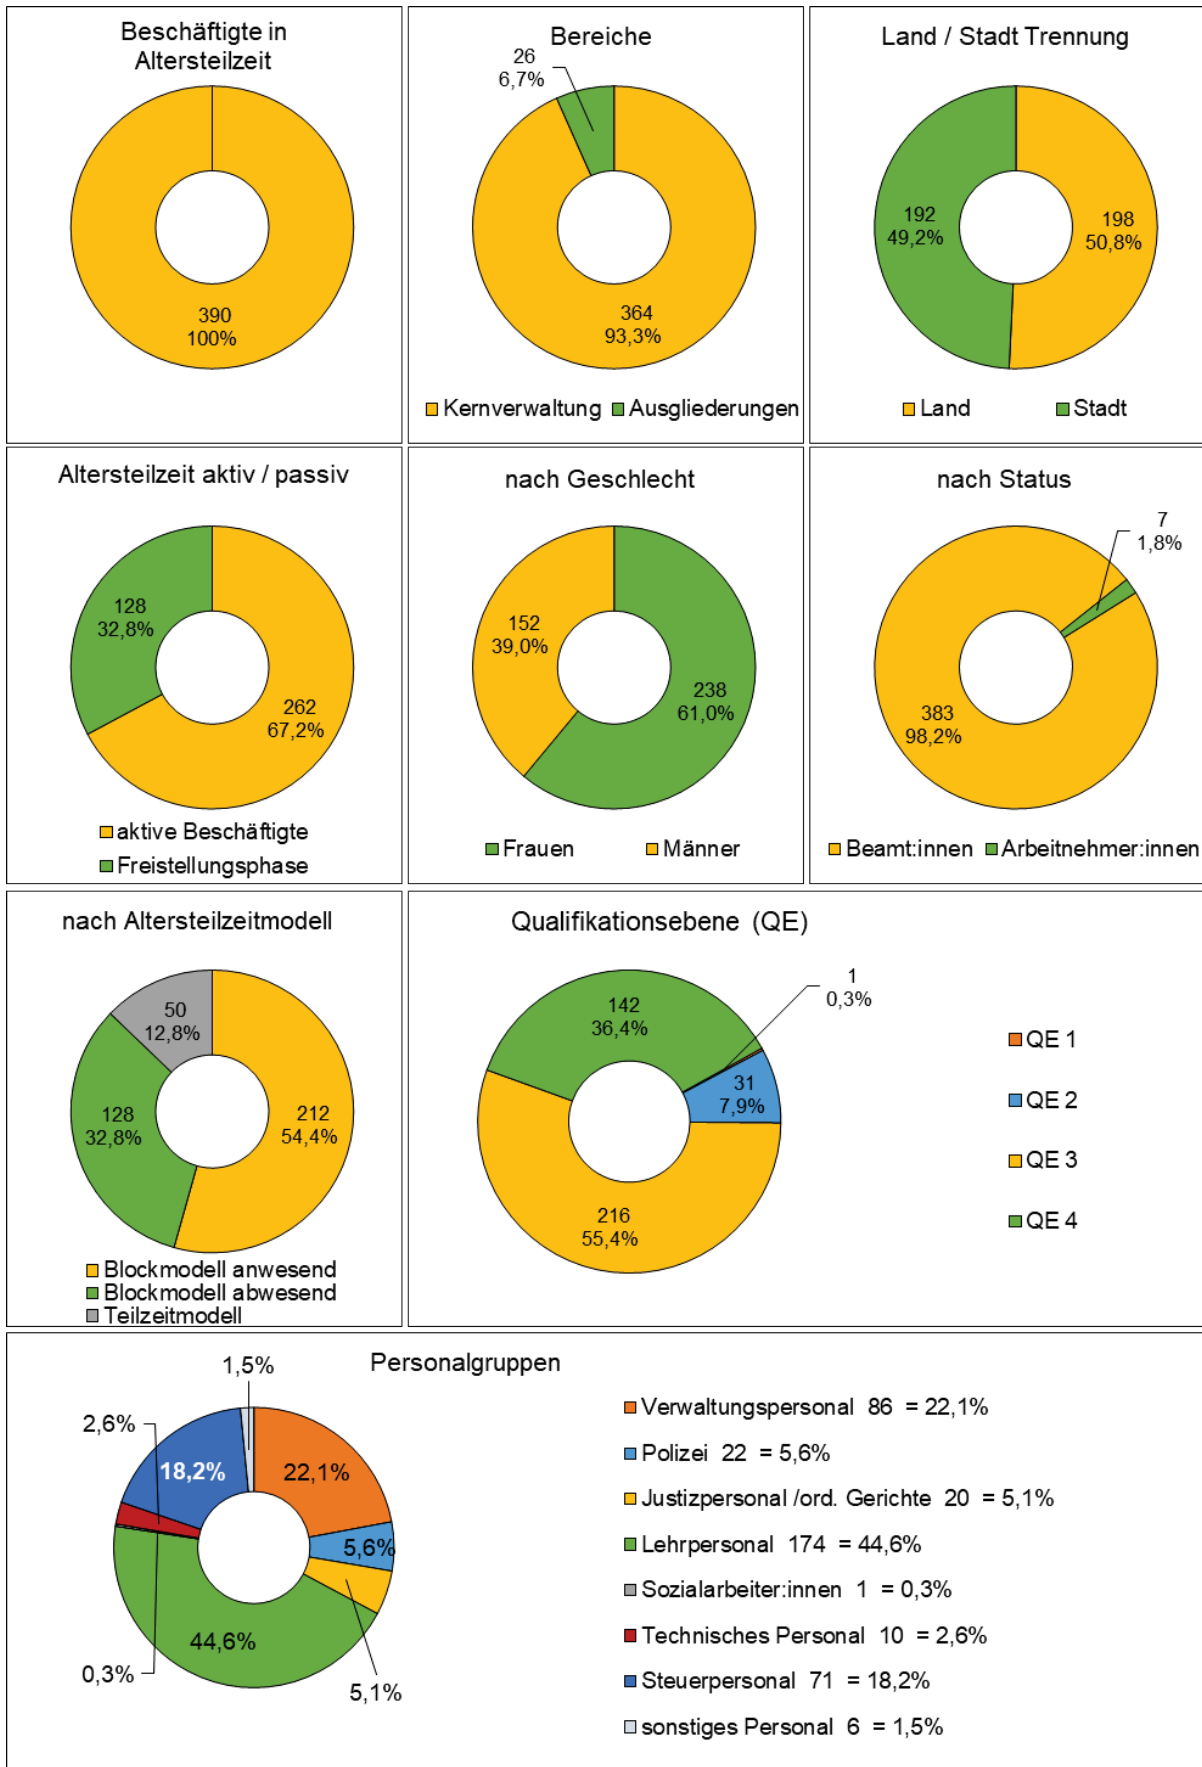 Beschäftigte in
Altersteilzeit
390
100%
Bereiche
26
6,7%
364
93,3%
Kernverwaltung
Ausgliederungen
Land / Stadt Trennung
192
49,2%
198
50,8%
Land
Stadt
Altersteilzeit aktiv / passiv
128
32,8%
262
67,2%
aktive Beschäftigte
Freistellungsphase
nach Geschlecht
152
39,0%
238
61,0%
Frauen
Männer
nach Status
7
1,8%
383
98,2%
Beamt:innen
Arbeitnehmer:innen
nach Altersteilzeitmodell
50
12,8%
128
32,8%
212
54,4%
Blockmodell anwesend
Blockmodell abwesend
Teilzeitmodell
Qualifikationsebene (QE)
1
0,3%
142
36,4%
31
7,9%
216
55,4%
QE 1
QE 2
QE 3
QE 4
Personalgruppen
1,5%
2,6%
18,2%
22,1%
5,6%
44,6%
0,3%
5,1%
Verwaltungspersonal 86 = 22,1%
Polizei 22 = 5,6%
Justizpersonal /ord. Gerichte 20 = 5,1%
Lehrpersonal 174 = 44,6%
Sozialarbeiter:innen 1 = 0,3%
Technisches Personal 10 = 2,6%
Steuerpersonal 71 = 18,2%
sonstiges Personal 6 = 1,5%